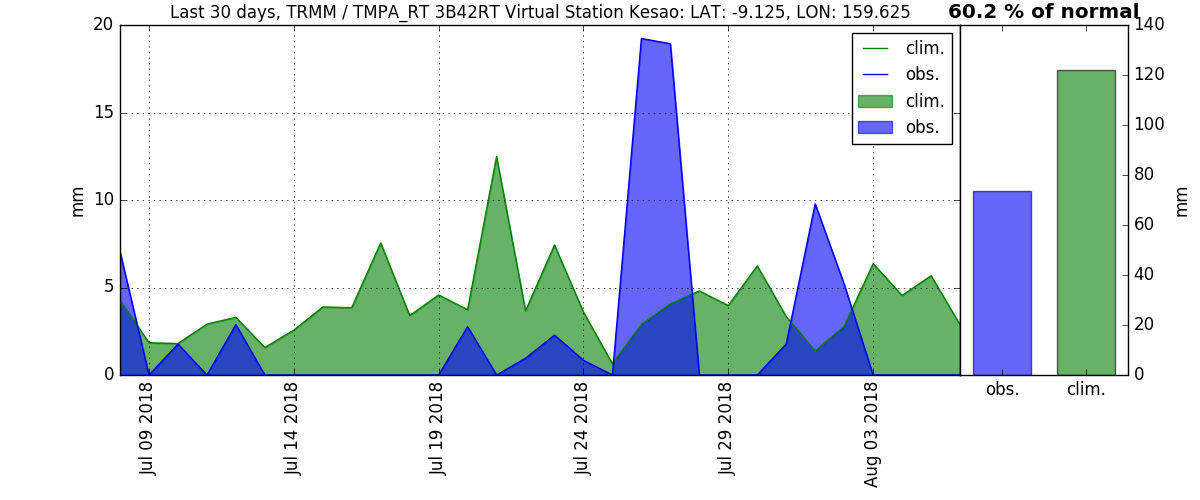 Last 30 days, TRMM / TMPA_RT 3B42RT Virtual Station Kesao: LAT: -9.125, LON: 159.625
60.2 % of normal
20
15
10
5
0
mm
clim.
obs.
clim.
obs.
Jul 09 2018
Jul 14 2018
Jul 19 2018
Jul 24 2018
Jul 29 2018
Aug 03 2018
140
120
100
80
60
40
20
0
mm
obs.
clim.